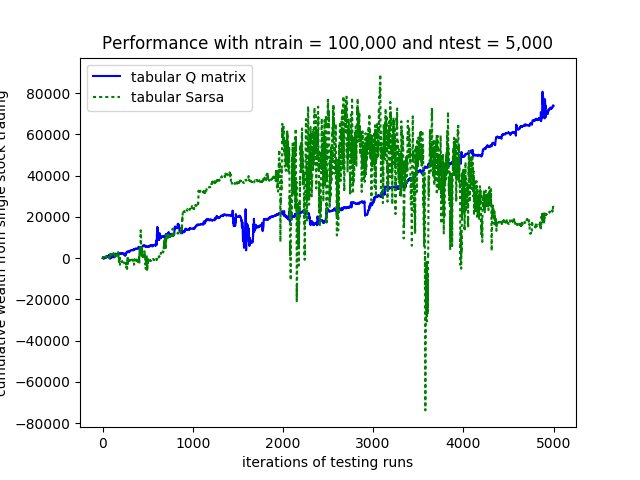 Performance with ntrain = 100,000 and ntest = 5,000
tabular Q matrix
tabular Sarsa
80000
60000
40000
20000
0
−20000
−40000
−60000
−80000
cumulative wealth from single stock trading
0 1000 2000 3000 4000 5000
iterations of testing runs